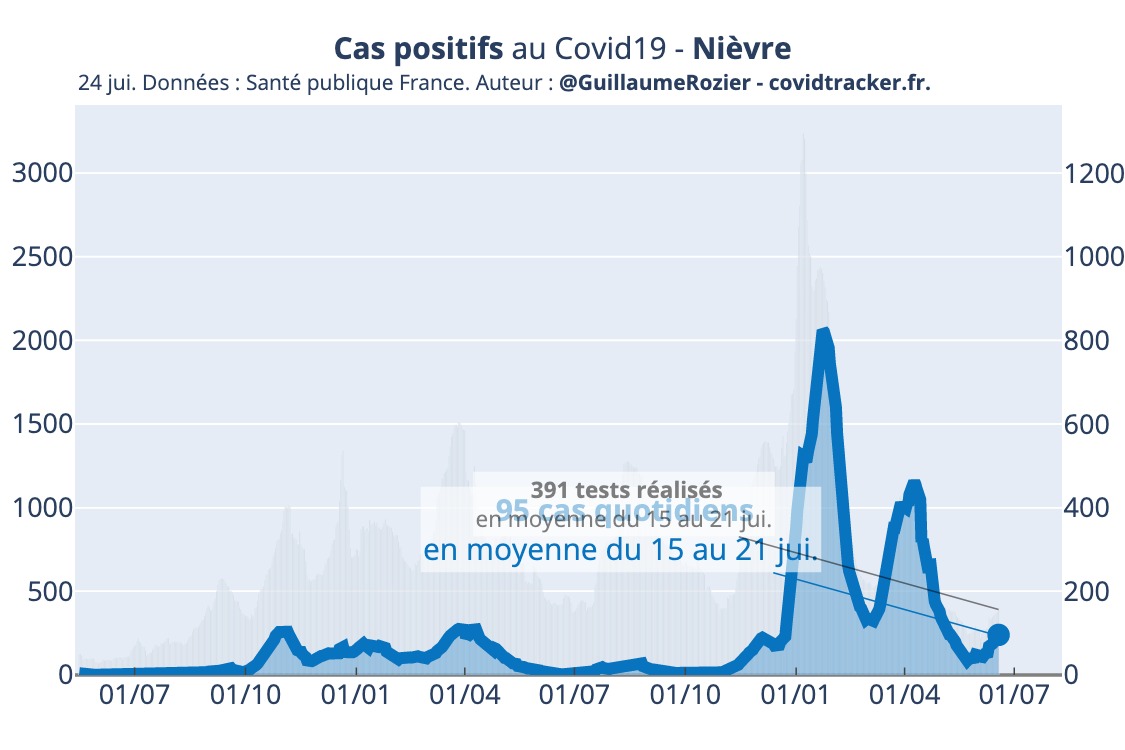 Cas positifs au Covid19 - Nièvre
24 jui. Données : Santé publique France. Auteur : @GuillaumeRozier - covidtracker.fr.
3000
2500
2000
1500
1000
500
0
1200
1000
800
600
400
200
0
391 tests réalisés
en moyenne du 15 au 21 jui.
95 cas quotidiens
en moyenne du 15 au 21 jui.
01/07 01/10 01/01 01/04 01/07 01/10 01/01 01/04 01/07